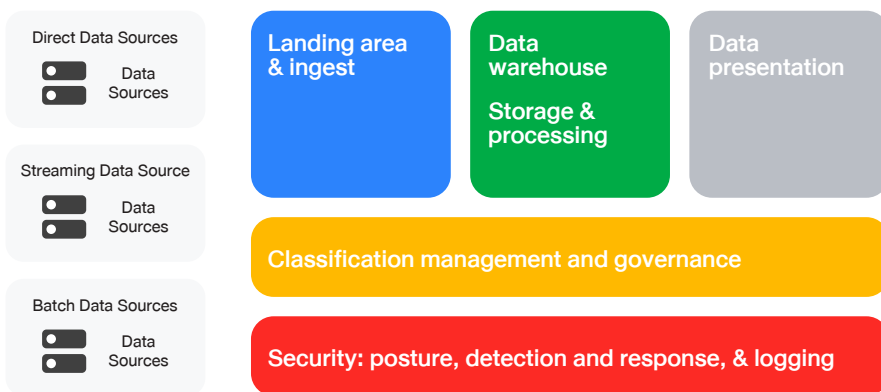 Direct Data Sources
Data
Sources
Streaming Data Source
Data
Sources
Batch Data Sources
Data
Sources
Landing area
& ingest
Data
warehouse
Storage &
processing
Data
presentation
Classification management and governance
Security: posture, detection and response, & logging